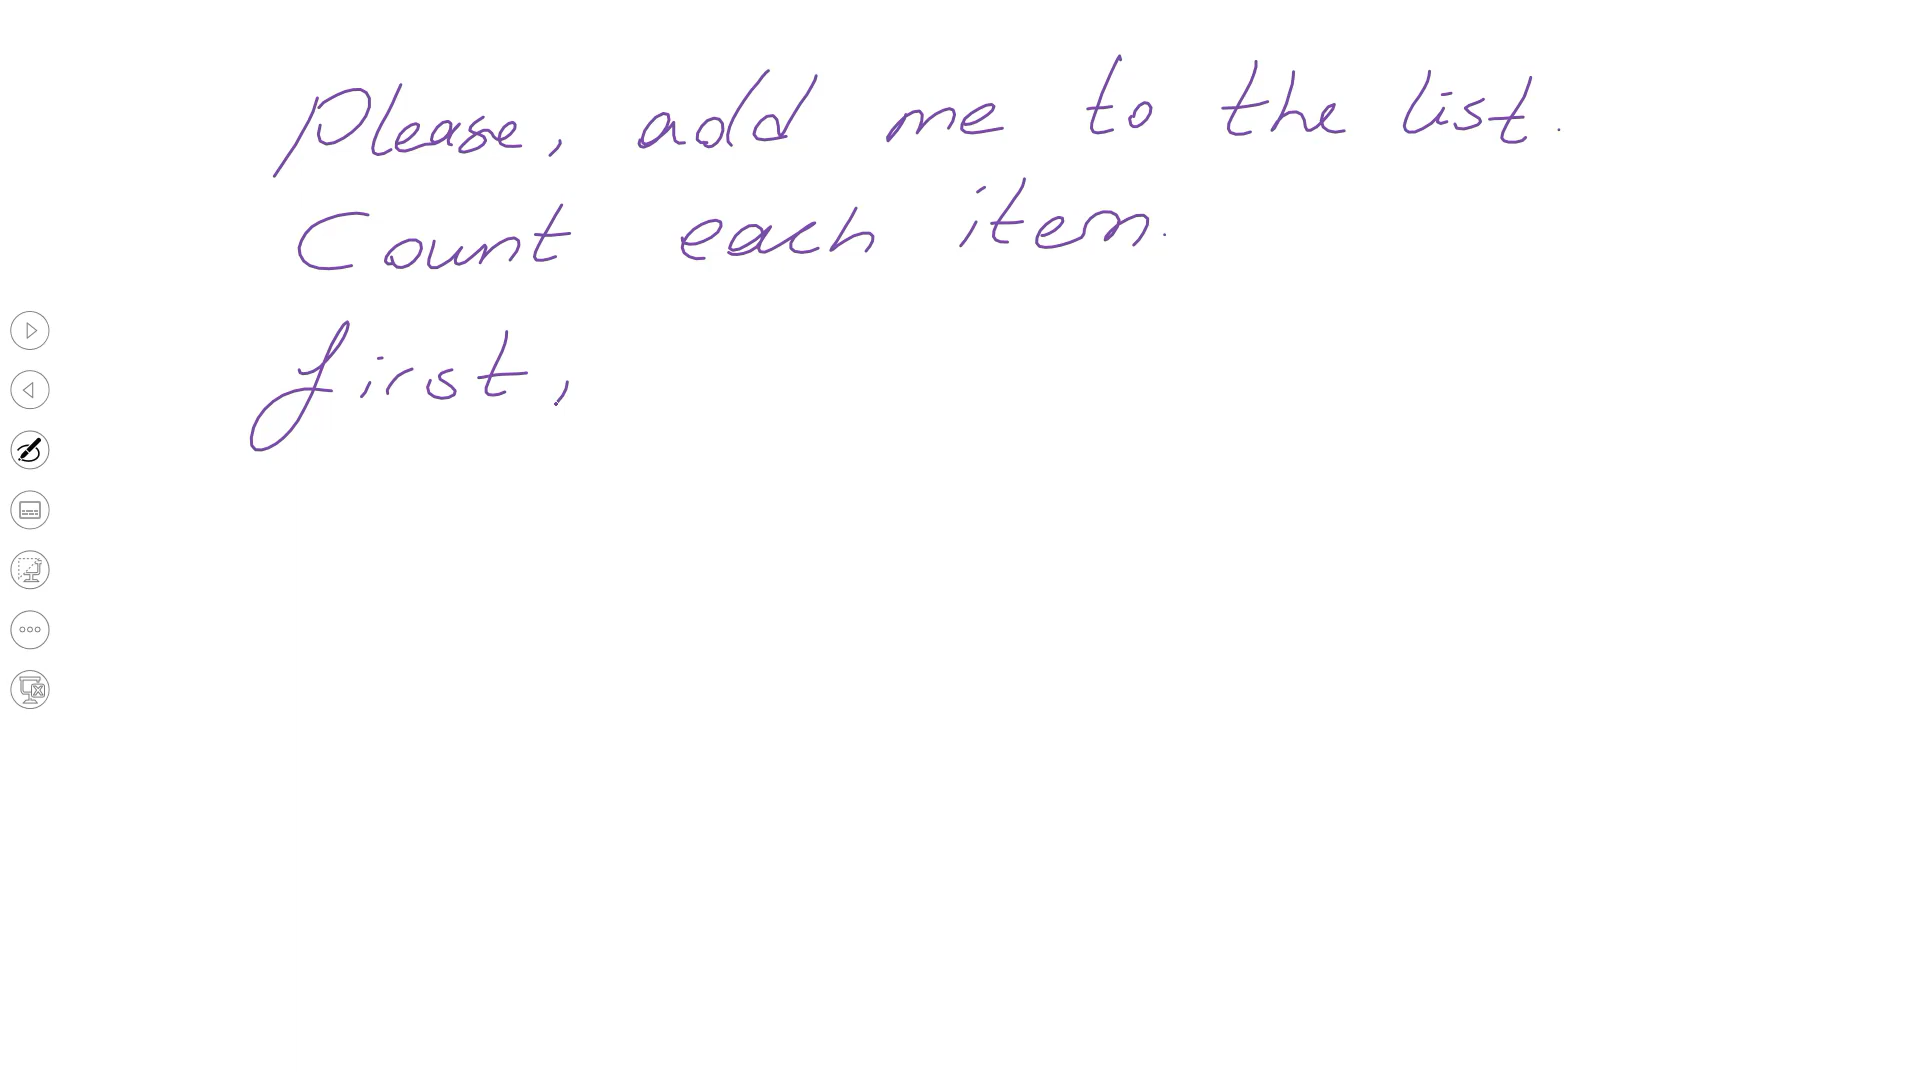 Please, add me to the list.
Count each item.
first,